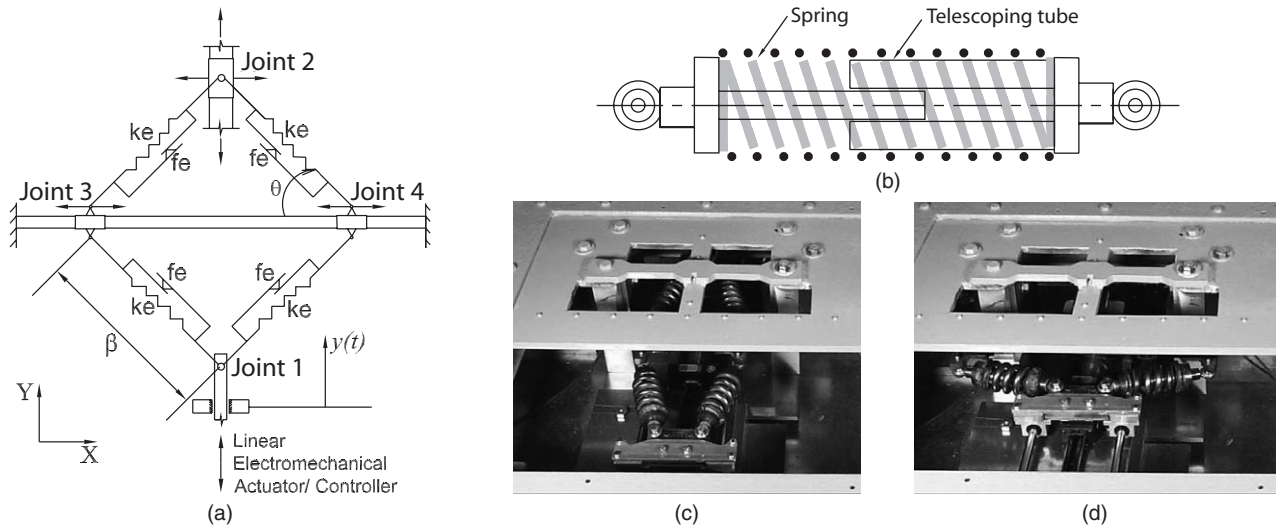 Joint 2
ke
ke
fe
fe
θ
Joint 3
Joint 4
fe
fe
ke
ke
β
y(t)
Joint 1
Y
X
Linear
Electromechanical
Actuator/ Controller
(a)
Spring
Telescoping tube
(b)
(c)
(d)